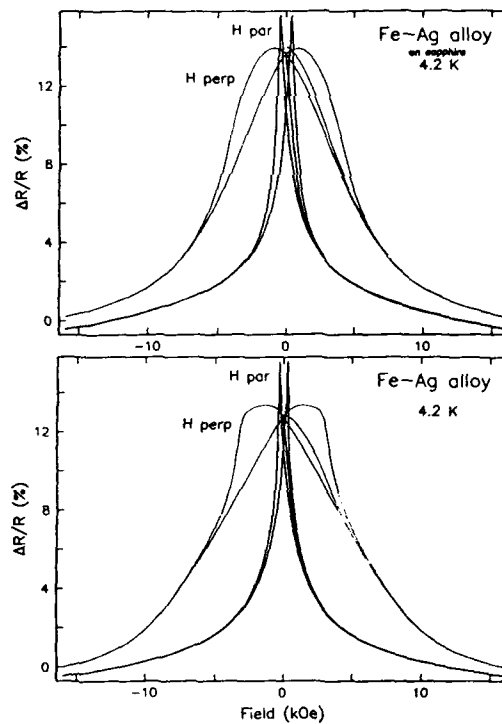 H par
Fe-Ag alloy
on sapphire
4.2 K
H perp
ΔR/R (%)
12
8
4
0
-10
0
10
H par
Fe-Ag alloy
4.2 K
H perp
ΔR/R (%)
12
8
4
0
-10
0
10
Field (kOe)